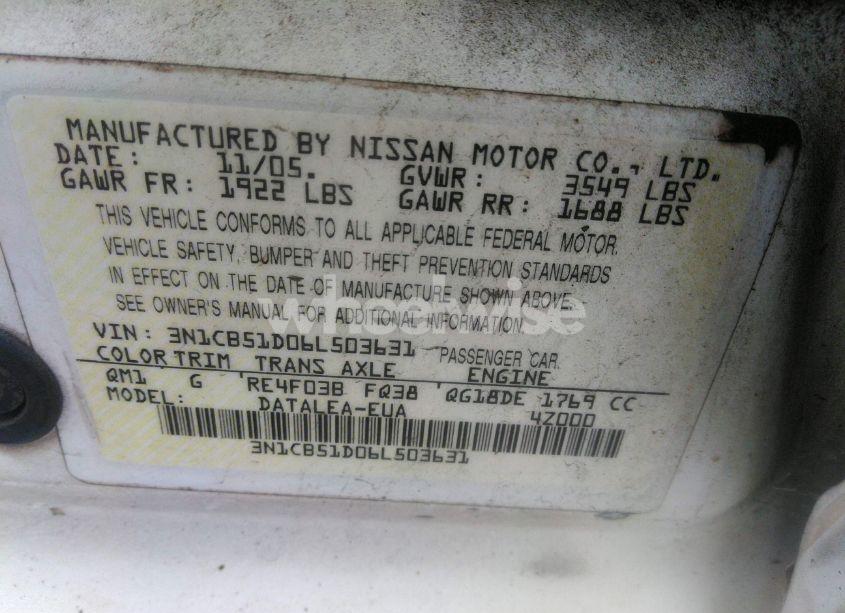 MANUFACTURED BY NISSAN MOTOR CO., LTD.
DATE: 11/05. GVWR: 3549 LBS
GAWR FR: 1922 LBS GAWR RR: 1688 LBS
THIS VEHICLE CONFORMS TO ALL APPLICABLE FEDERAL MOTOR
VEHICLE SAFETY, BUMPER AND THEFT PREVENTION STANDARDS
IN EFFECT ON THE DATE OF MANUFACTURE SHOWN ABOVE.
SEE OWNER'S MANUAL FOR ADDITIONAL INFORMATION.
wheelwise
VIN: 3N1CB51D06L503631 PASSENGER CAR.
COLOR TRIM TRANS AXLE ENGINE
QM1 G RE4F03B FQ38 QG18DE 1769 CC
MODEL: DATALEA-EUA 4Z000
3N1CB51D06L503631